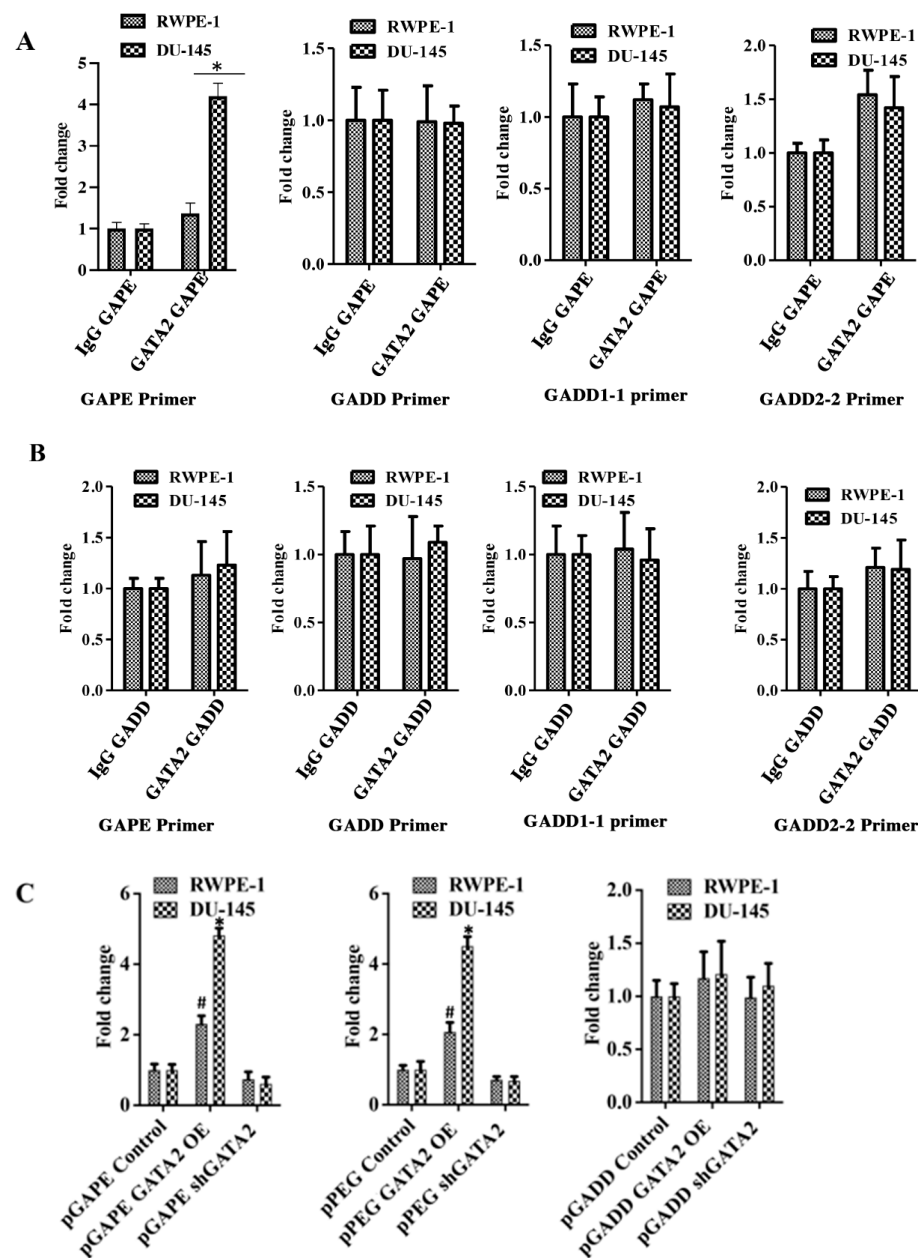 A
RWPE-1
DU-145
*
Fold change
5
4
3
2
1
0
IgG GAPE
GATA2 GAPE
GAPE Primer
RWPE-1
DU-145
Fold change
1.5
1.0
0.5
0.0
IgG GAPE
GATA2 GAPE
GADD Primer
RWPE-1
DU-145
Fold change
1.5
1.0
0.5
0.0
IgG GAPE
GATA2 GAPE
GADD1-1 primer
RWPE-1
DU-145
Fold change
2.0
1.5
1.0
0.5
0.0
IgG GAPE
GATA2 GAPE
GADD2-2 Primer
B
RWPE-1
DU-145
Fold change
2.0
1.5
1.0
0.5
0.0
IgG GADD
GATA2 GADD
GAPE Primer
RWPE-1
DU-145
Fold change
1.5
1.0
0.5
0.0
IgG GADD
GATA2 GADD
GADD Primer
RWPE-1
DU-145
Fold change
1.5
1.0
0.5
0.0
IgG GADD
GATA2 GADD
GADD1-1 primer
RWPE-1
DU-145
Fold change
2.0
1.5
1.0
0.5
0.0
IgG GADD
GATA2 GADD
GADD2-2 Primer
C
RWPE-1
DU-145
#
*
Fold change
6
4
2
0
pGAPE Control
pGAPE GATA2 OE
pGAPE shGATA2
RWPE-1
DU-145
#
*
Fold change
6
4
2
0
pPEG Control
pPEG GATA2 OE
pPEG shGATA2
RWPE-1
DU-145
Fold change
2.0
1.5
1.0
0.5
0.0
pGADD Control
pGADD GATA2 OE
pGADD shGATA2